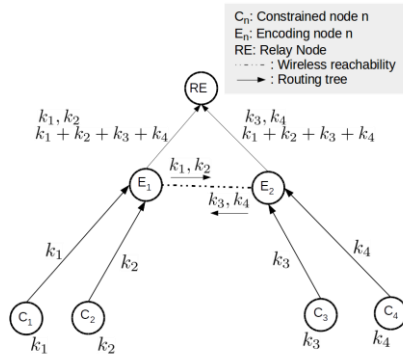 Cn: Constrained node n
En: Encoding node n
RE: Relay Node
: Wireless reachability
: Routing tree
RE
k1, k2
k1 + k2 + k3 + k4
k3, k4
k1 + k2 + k3 + k4
k1, k2
E1
E2
k3, k4
k1
k2
k3
k4
C1
C2
C3
C4
k1
k2
k3
k4